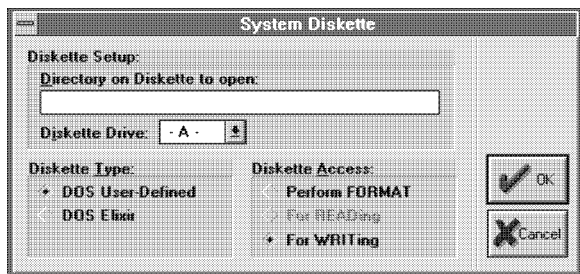 System Diskette
Diskette Setup:
Directory on Diskette to open:
Diskette Drive: - A -
Diskette Type:
DOS User-Defined
DOS Elixir
Diskette Access:
Perform FORMAT
For READing
For WRITing
OK
Cancel